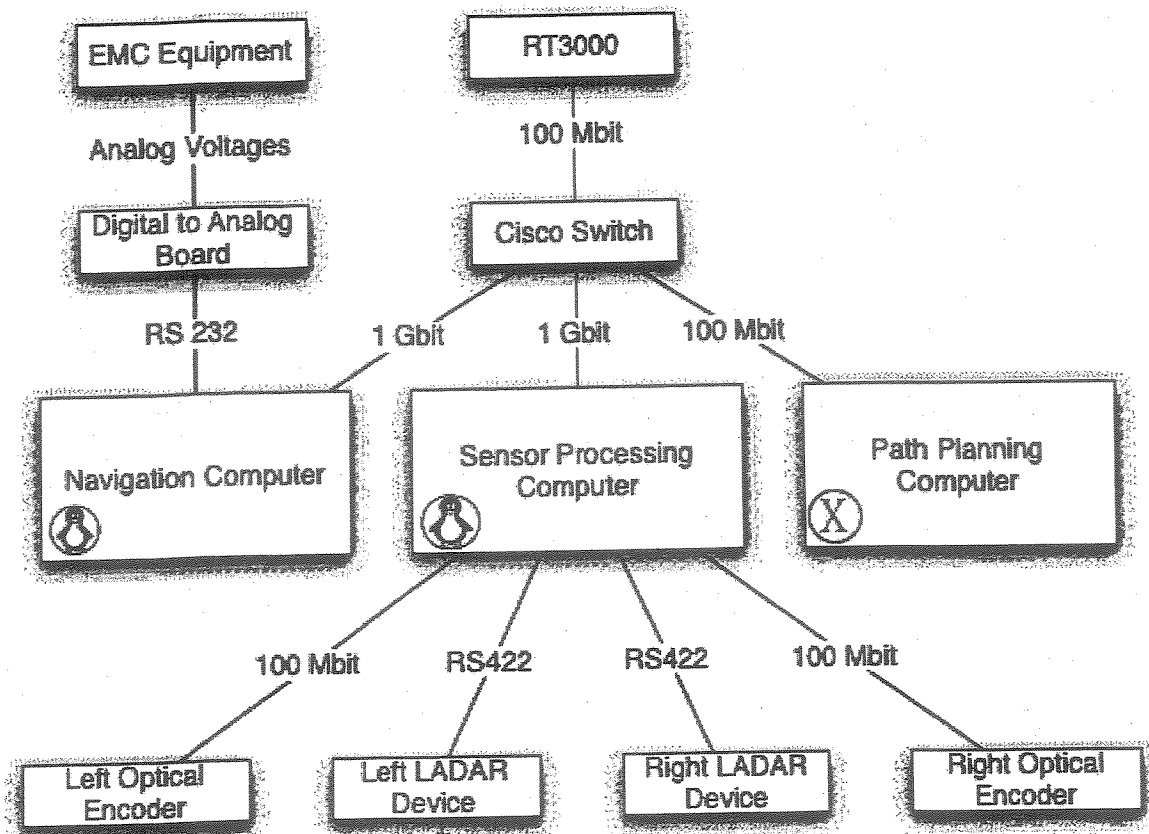 EMC Equipment
RT3000
Analog Voltages
100 Mbit
Digital to Analog
Board
Cisco Switch
RS 232
1 Gbit
1 Gbit
100 Mbit
Navigation Computer
Sensor Processing
Computer
Path Planning
Computer
X
100 Mbit
RS422
RS422
100 Mbit
Left Optical
Encoder
Left LADAR
Device
Right LADAR
Device
Right Optical
Encoder